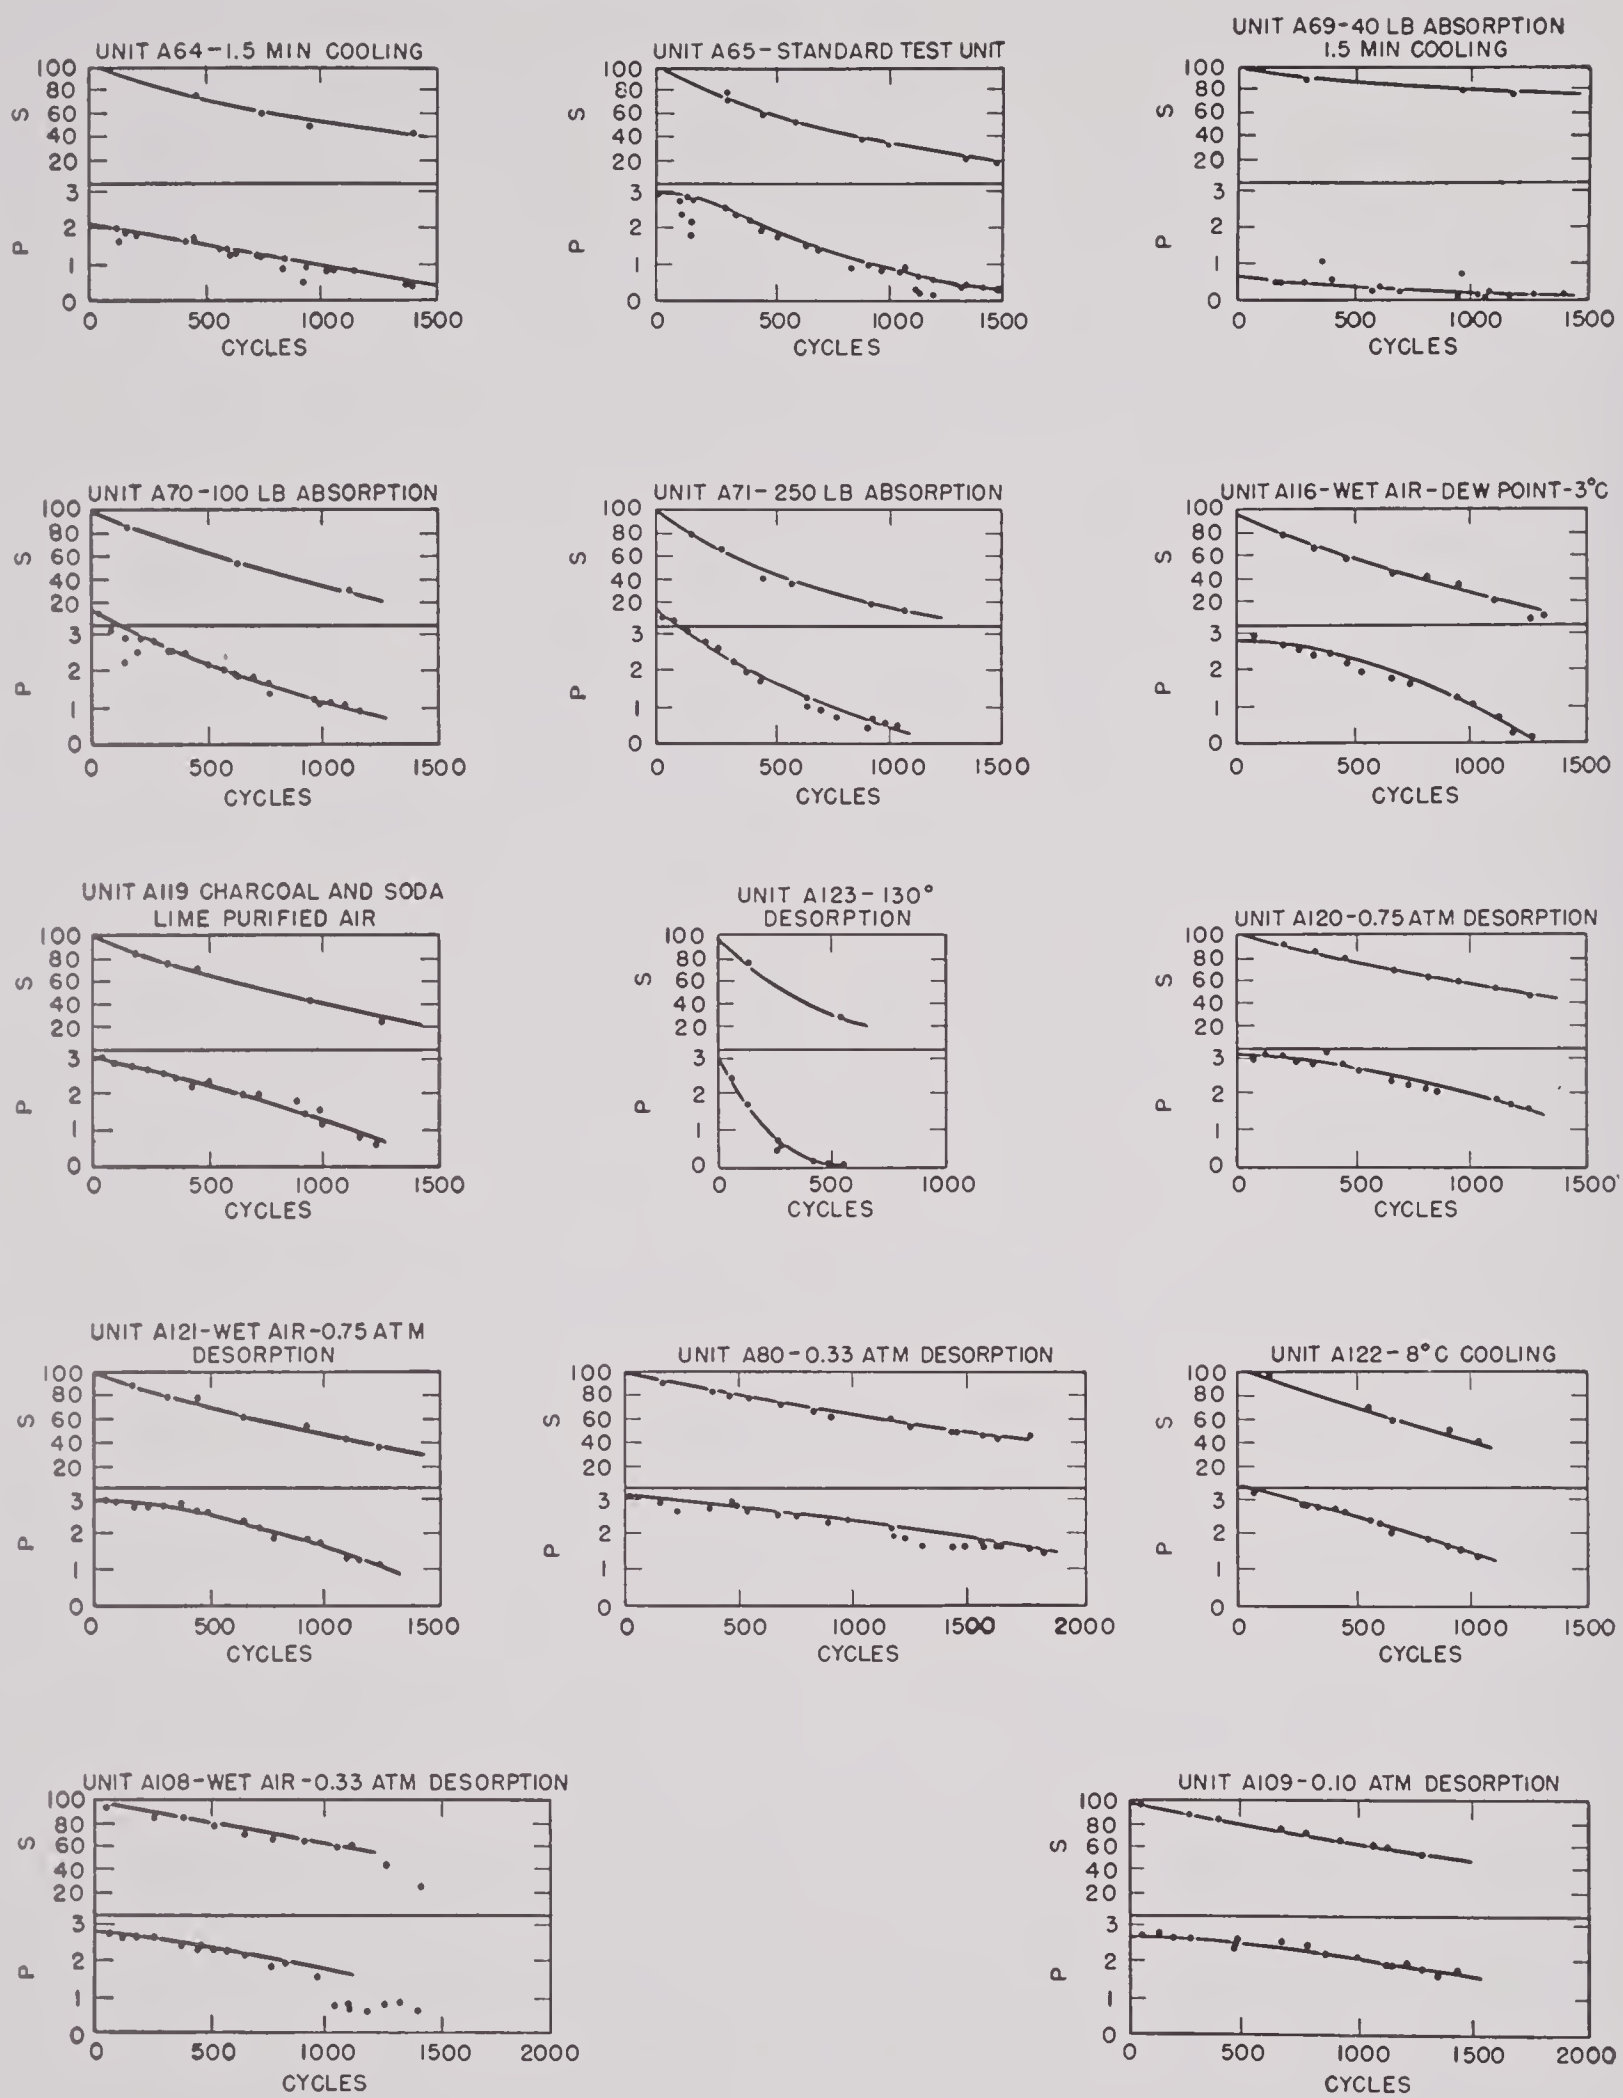 UNIT A64-1.5 MIN COOLING
100
80
60
40
20
S
3
2
1
0
P
0 500 1000 1500
CYCLES
UNIT A65-STANDARD TEST UNIT
100
80
60
40
20
S
3
2
1
0
P
0 500 1000 1500
CYCLES
UNIT A69-40 LB ABSORPTION
1.5 MIN COOLING
100
80
60
40
20
S
3
2
1
0
P
0 500 1000 1500
CYCLES
UNIT A70-100 LB ABSORPTION
100
80
60
40
20
S
3
2
1
0
P
0 500 1000 1500
CYCLES
UNIT A71-250 LB ABSORPTION
100
80
60
40
20
S
3
2
1
0
P
0 500 1000 1500
CYCLES
UNIT A116-WET AIR-DEW POINT-3°C
100
80
60
40
20
S
3
2
1
0
P
0 500 1000 1500
CYCLES
UNIT A119 CHARCOAL AND SODA
LIME PURIFIED AIR
100
80
60
40
20
S
3
2
1
0
P
0 500 1000 1500
CYCLES
UNIT A123-130°
DESORPTION
100
80
60
40
20
S
3
2
1
0
P
0 500 1000
CYCLES
UNIT A120-0.75 ATM DESORPTION
100
80
60
40
20
S
3
2
1
0
P
0 500 1000 1500
CYCLES
UNIT A121-WET AIR-0.75 ATM
DESORPTION
100
80
60
40
20
S
3
2
1
0
P
0 500 1000 1500
CYCLES
UNIT A80-0.33 ATM DESORPTION
100
80
60
40
20
S
3
2
1
0
P
0 500 1000 1500 2000
CYCLES
UNIT A122-8°C COOLING
100
80
60
40
20
S
3
2
1
0
P
0 500 1000 1500
CYCLES
UNIT A108-WET AIR-0.33 ATM DESORPTION
100
80
60
40
20
S
3
2
1
0
P
0 500 1000 1500 2000
CYCLES
UNIT A109-0.10 ATM DESORPTION
100
80
60
40
20
S
3
2
1
0
P
0 500 1000 1500 2000
CYCLES